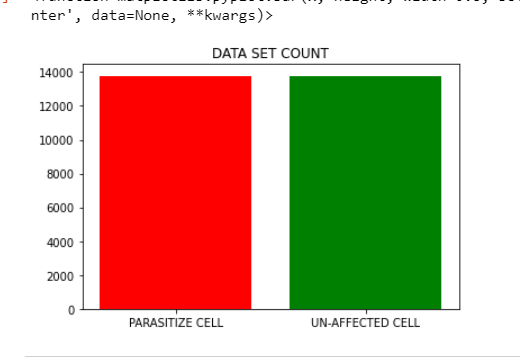 nter', data=None, **kwargs)>
DATA SET COUNT
14000
12000
10000
8000
6000
4000
2000
0
PARASITIZE CELL UN-AFFECTED CELL